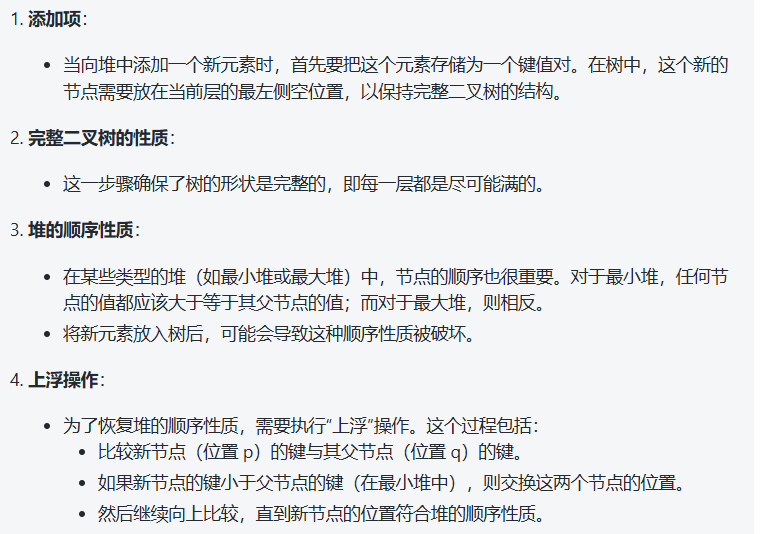 1. 添加项：
• 当向堆中添加一个新元素时，首先要把这个元素存储为一个键值对。在树中，这个新的
节点需要放在当前层的最左侧空位置，以保持完整二叉树的结构。
2. 完整二叉树的性质：
• 这一步骤确保了树的形状是完整的，即每一层都是尽可能满的。
3. 堆的顺序性质：
• 在某些类型的堆（如最小堆或最大堆）中，节点的顺序也很重要。对于最小堆，任何节
点的值都应该大于等于其父节点的值；而对于最大堆，则相反。
• 将新元素放入树后，可能会导致这种顺序性质被破坏。
4. 上浮操作：
• 为了恢复堆的顺序性质，需要执行“上浮”操作。这个过程包括：
• 比较新节点（位置 p）的键与其父节点（位置 q）的键。
• 如果新节点的键小于父节点的键（在最小堆中），则交换这两个节点的位置。
• 然后继续向上比较，直到新节点的位置符合堆的顺序性质。